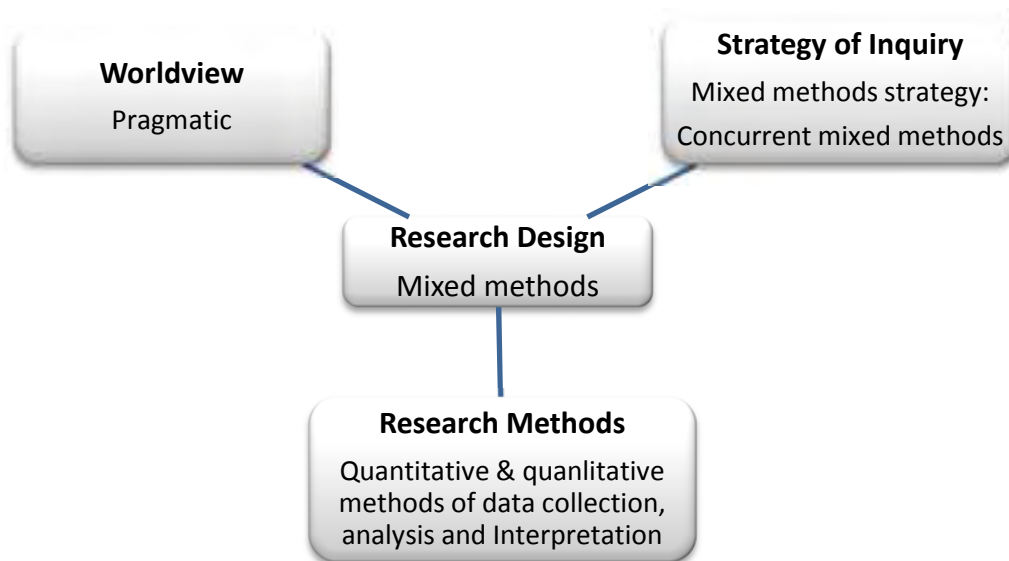 Worldview
Pragmatic
Strategy of Inquiry
Mixed methods strategy:
Concurrent mixed methods
Research Design
Mixed methods
Research Methods
Quantitative & quanlitative
methods of data collection,
analysis and Interpretation